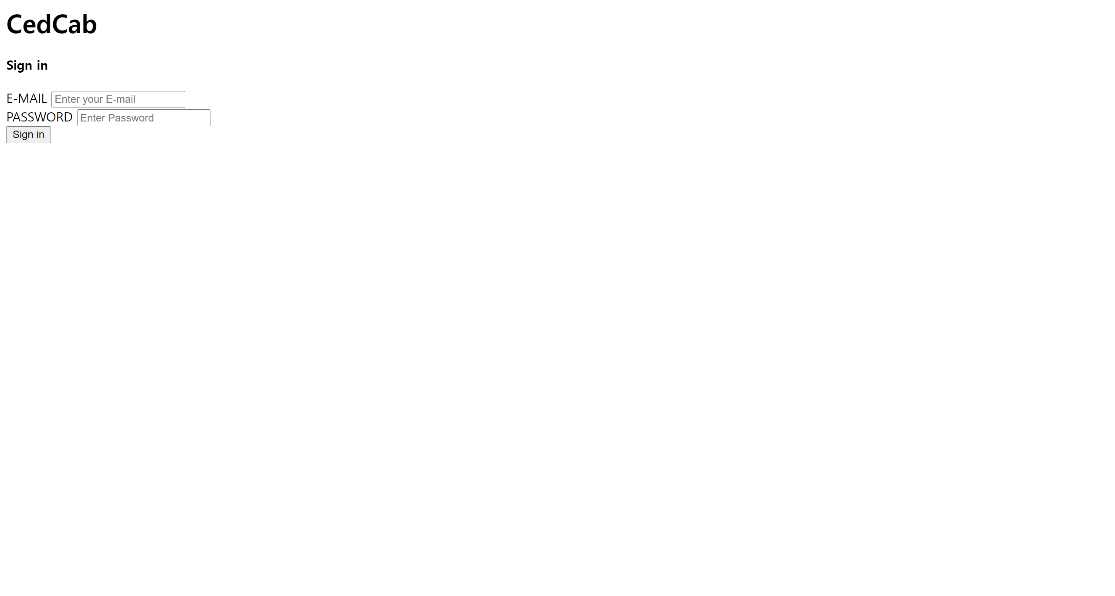 CedCab
Sign in
E-MAIL Enter your E-mail
PASSWORD Enter Password
Sign in